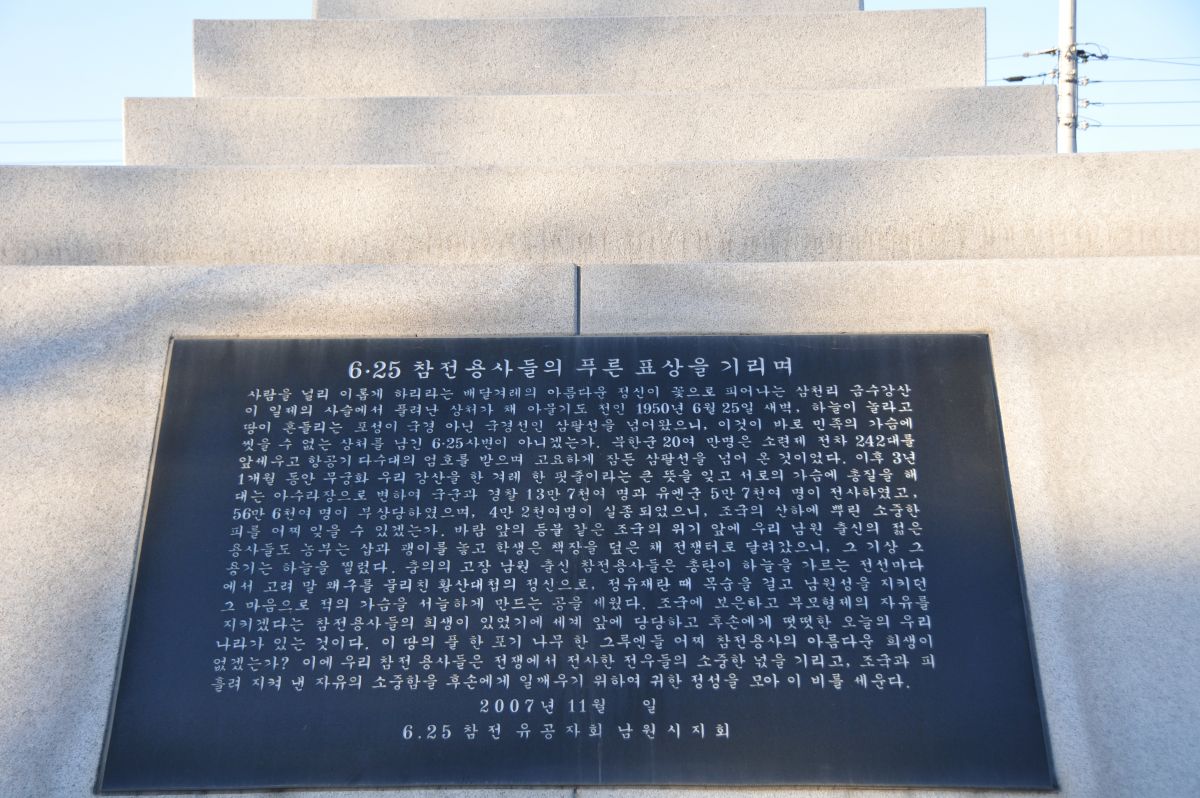 6·25 참전용사들의 푸른 표상을 기리며
사람을 널리 이롭게 하리라는 배달겨레의 아름다운 정신이 꽃으로 피어나는 삼천리 금수강산
이 일제의 사슬에서 풀려난 상처가 채 아물기도 전인 1950년 6월 25일 새벽, 하늘이 놀라고
땅이 흔들리는 포성이 국경 아닌 국경선인 삼팔선을 넘어왔으니, 이것이 바로 민족의 가슴에
씻을 수 없는 상처를 남긴 6·25사변이 아니겠는가. 북한군 20여 만명은 소련제 전차 242대를
앞세우고 항공기 다수대의 엄호를 받으며 고요하게 잠든 삼팔선을 넘어 온 것이었다. 이후 3년
1개월 동안 무궁화 우리 강산을 한 겨레 한 핏줄이라는 큰 뜻을 잊고 서로의 가슴에 총질을 해
대는 아수라장으로 변하여 국군과 경찰 13만 7천여 명과 유엔군 5만 7천여 명이 전사하였고,
56만 6천여 명이 부상당하였으며, 4만 2천여명이 실종 되었으니, 조국의 산하에 뿌린 소중한
피를 어찌 잊을 수 있겠는가. 바람 앞의 등불 같은 조국의 위기 앞에 우리 남원 출신의 젊은
용사들도 농부는 삽과 괭이를 놓고 학생은 책장을 덮은 채 전쟁터로 달려갔으니, 그 기상 그
용기는 하늘을 찔렀다. 충의의 고장 남원 출신 참전용사들은 총탄이 하늘을 가르는 전선마다
에서 고려 말 왜구를 물리친 황산대첩의 정신으로, 정유재란 때 목숨을 걸고 남원성을 지키던
그 마음으로 적의 가슴을 서늘하게 만드는 공을 세웠다. 조국에 보은하고 부모형제의 자유를
지키겠다는 참전용사들의 희생이 있었기에 세계 앞에 당당하고 후손에게 떳떳한 오늘의 우리
나라가 있는 것이다. 이 땅의 풀 한 포기 나무 한 그루엔들 어찌 참전용사의 아름다운 희생이
없겠는가? 이에 우리 참전 용사들은 전쟁에서 전사한 전우들의 소중한 넋을 기리고, 조국과 피
흘려 지켜 낸 자유의 소중함을 후손에게 일깨우기 위하여 귀한 정성을 모아 이 비를 세운다.
2007년 11월 일
6.25 참전 유공자회 남원시지회